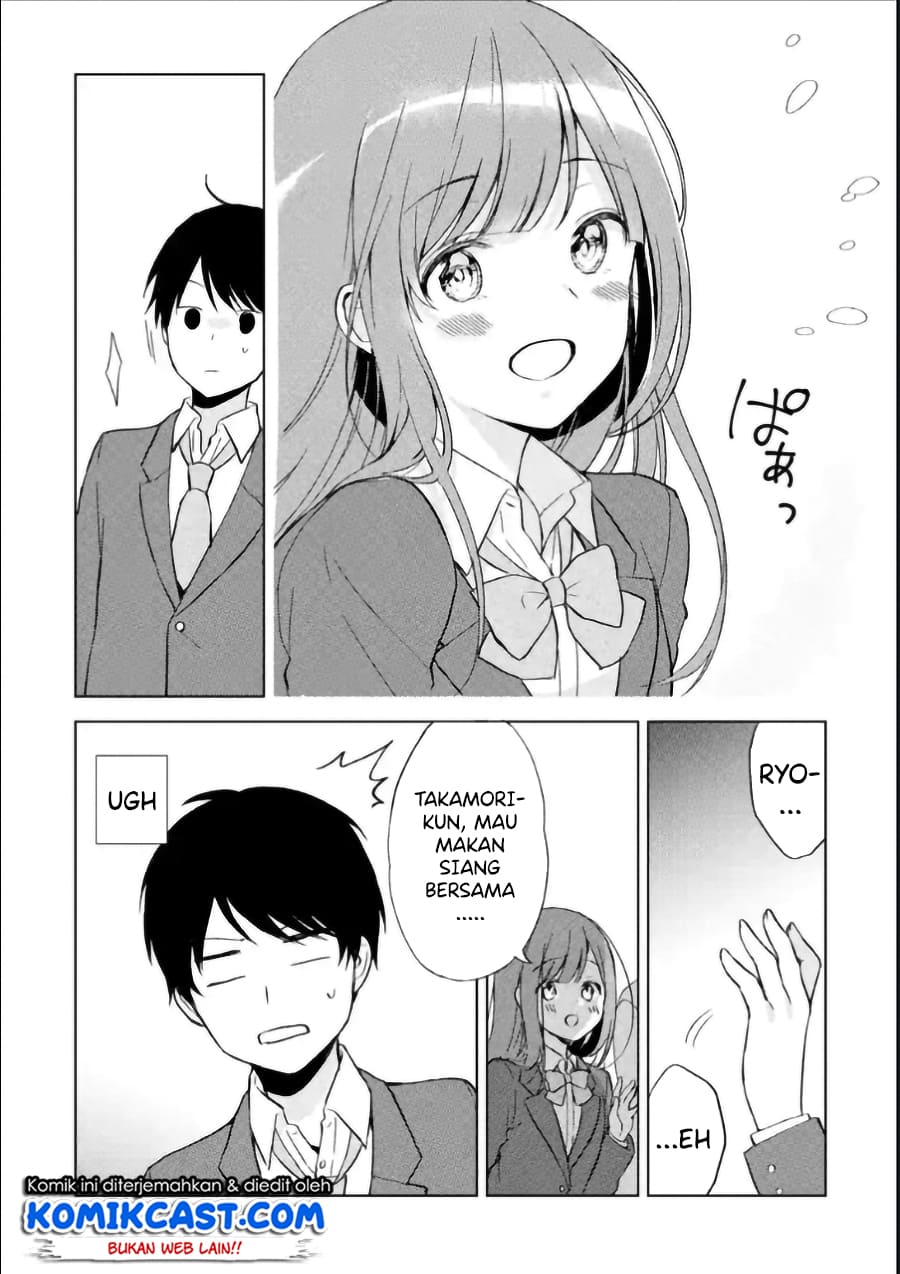 ぱぁっ
RYO-
...
...EH
TAKAMORI-
KUN, MAU
MAKAN
SIANG
BERSAMA
.....
UGH
Komik ini diterjemahkan & diedit oleh
KOMIKCAST.COM
BUKAN WEB LAIN!!